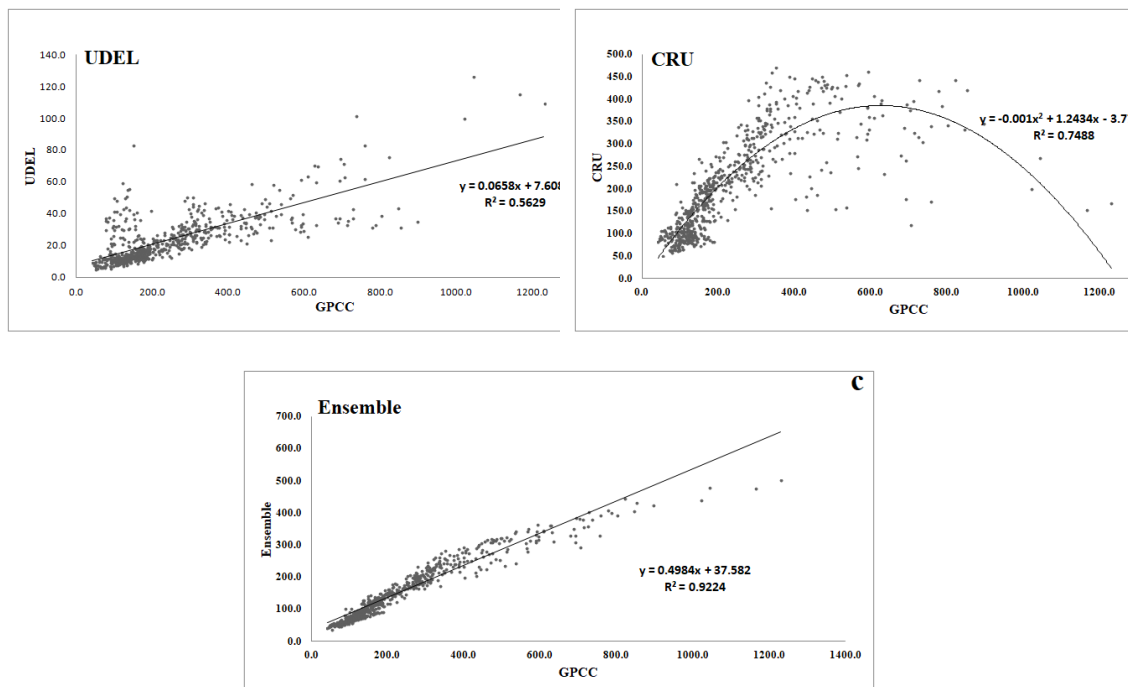 UDEL
140.0
120.0
100.0
80.0
60.0
40.0
20.0
0.0
UDEL
y = 0.0658x + 7.608
R² = 0.5629
0.0 200.0 400.0 600.0 800.0 1000.0 1200.0
GPCC
CRU
500.0
450.0
400.0
350.0
300.0
250.0
200.0
150.0
100.0
50.0
0.0
CRU
y = -0.001x² + 1.2434x - 3.7
R² = 0.7488
0.0 200.0 400.0 600.0 800.0 1000.0 1200.0
GPCC
c
Ensemble
700.0
600.0
500.0
400.0
300.0
200.0
100.0
0.0
Ensemble
y = 0.4984x + 37.582
R² = 0.9224
0.0 200.0 400.0 600.0 800.0 1000.0 1200.0 1400.0
GPCC